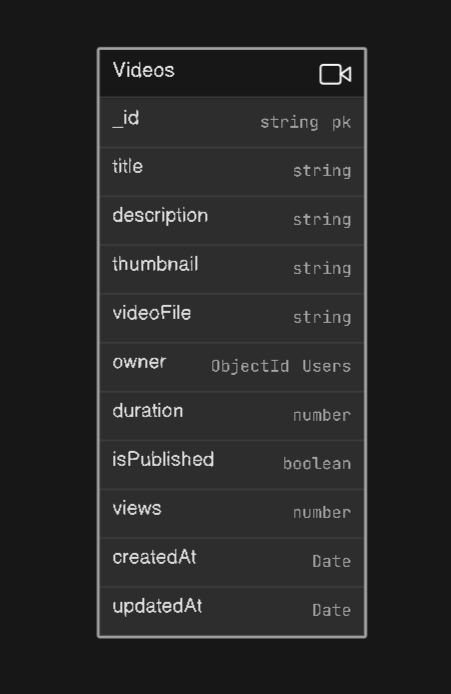 Videos
_id string pk
title string
description string
thumbnail string
videoFile string
owner ObjectId Users
duration number
isPublished boolean
views number
createdAt Date
updatedAt Date